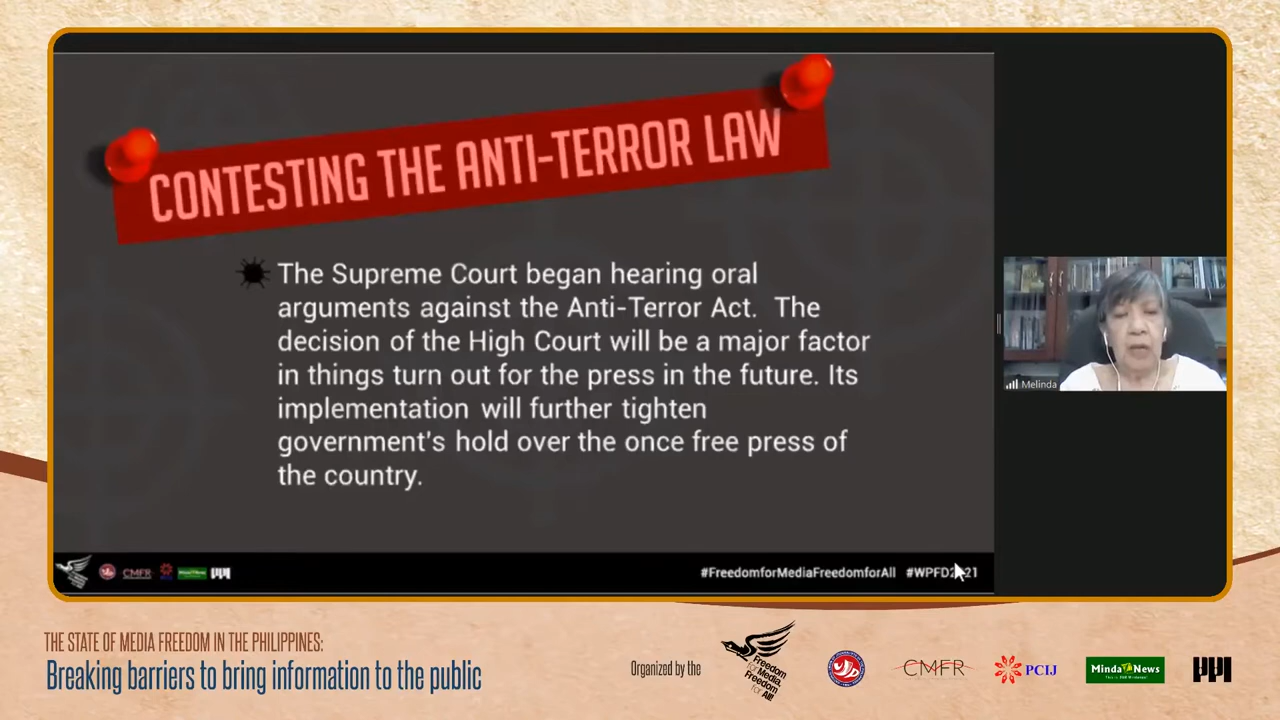 CONTESTING THE ANTI-TERROR LAW
The Supreme Court began hearing oral
arguments against the Anti-Terror Act. The
decision of the High Court will be a major factor
in things turn out for the press in the future. Its
implementation will further tighten
government's hold over the once free press of
the country.
Melinda
CMFR
#FreedomforMediaFreedomforAll #WPFD2021
THE STATE OF MEDIA FREEDOM IN THE PHILIPPINES:
Breaking barriers to bring information to the public
Organized by the
Freedom
for Media,
Freedom
for All!
CMFR
PCIJ
MindaNews
PPI